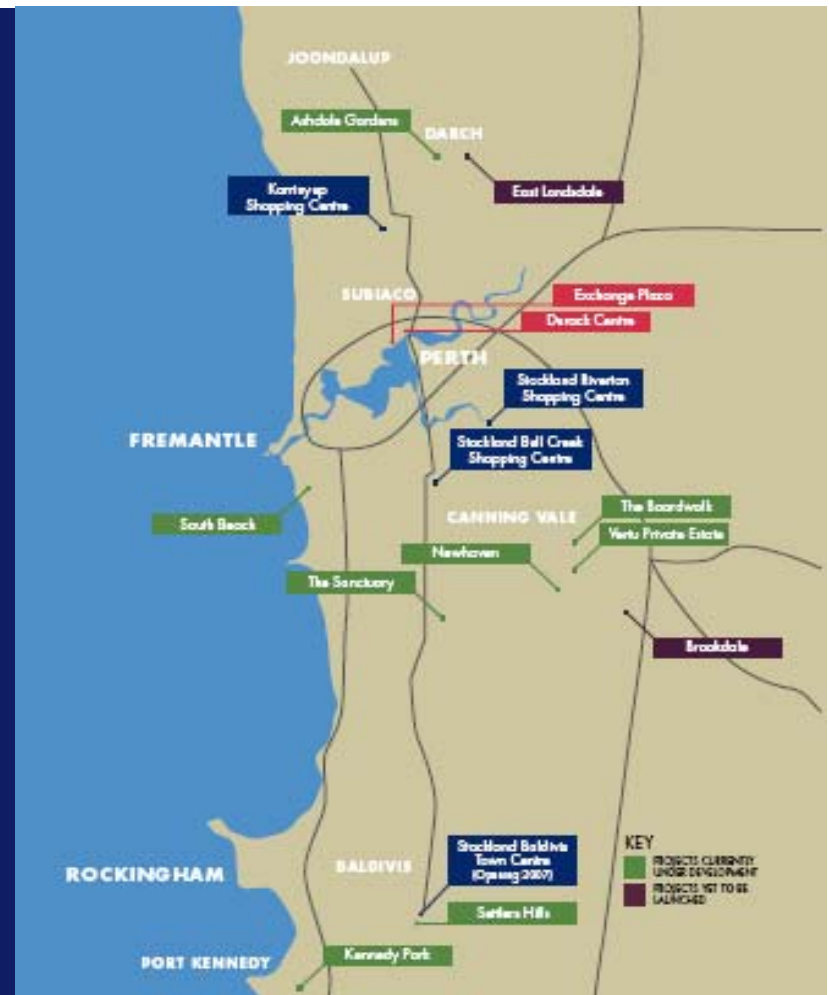 JOONDALUP
Ashdale Gardens
DARCH
East Landsdale
Karrinyup
Shopping Centre
SUBIACO
Exchange Plaza
Durack Centre
PERTH
Stockland Riverton
Shopping Centre
FREMANTLE
Stockland Bull Creek
Shopping Centre
South Beach
CANNING VALE
The Boardwalk
Vertu Private Estate
Newhaven
The Sanctuary
Brookdale
Stockland Baldivis
Town Centre
(Opening 2007)
BALDIVIS
ROCKINGHAM
Settlers Hills
PORT KENNEDY
Kennedy Park
KEY
PROJECTS CURRENTLY
UNDER DEVELOPMENT
PROJECTS YET TO BE
LAUNCHED